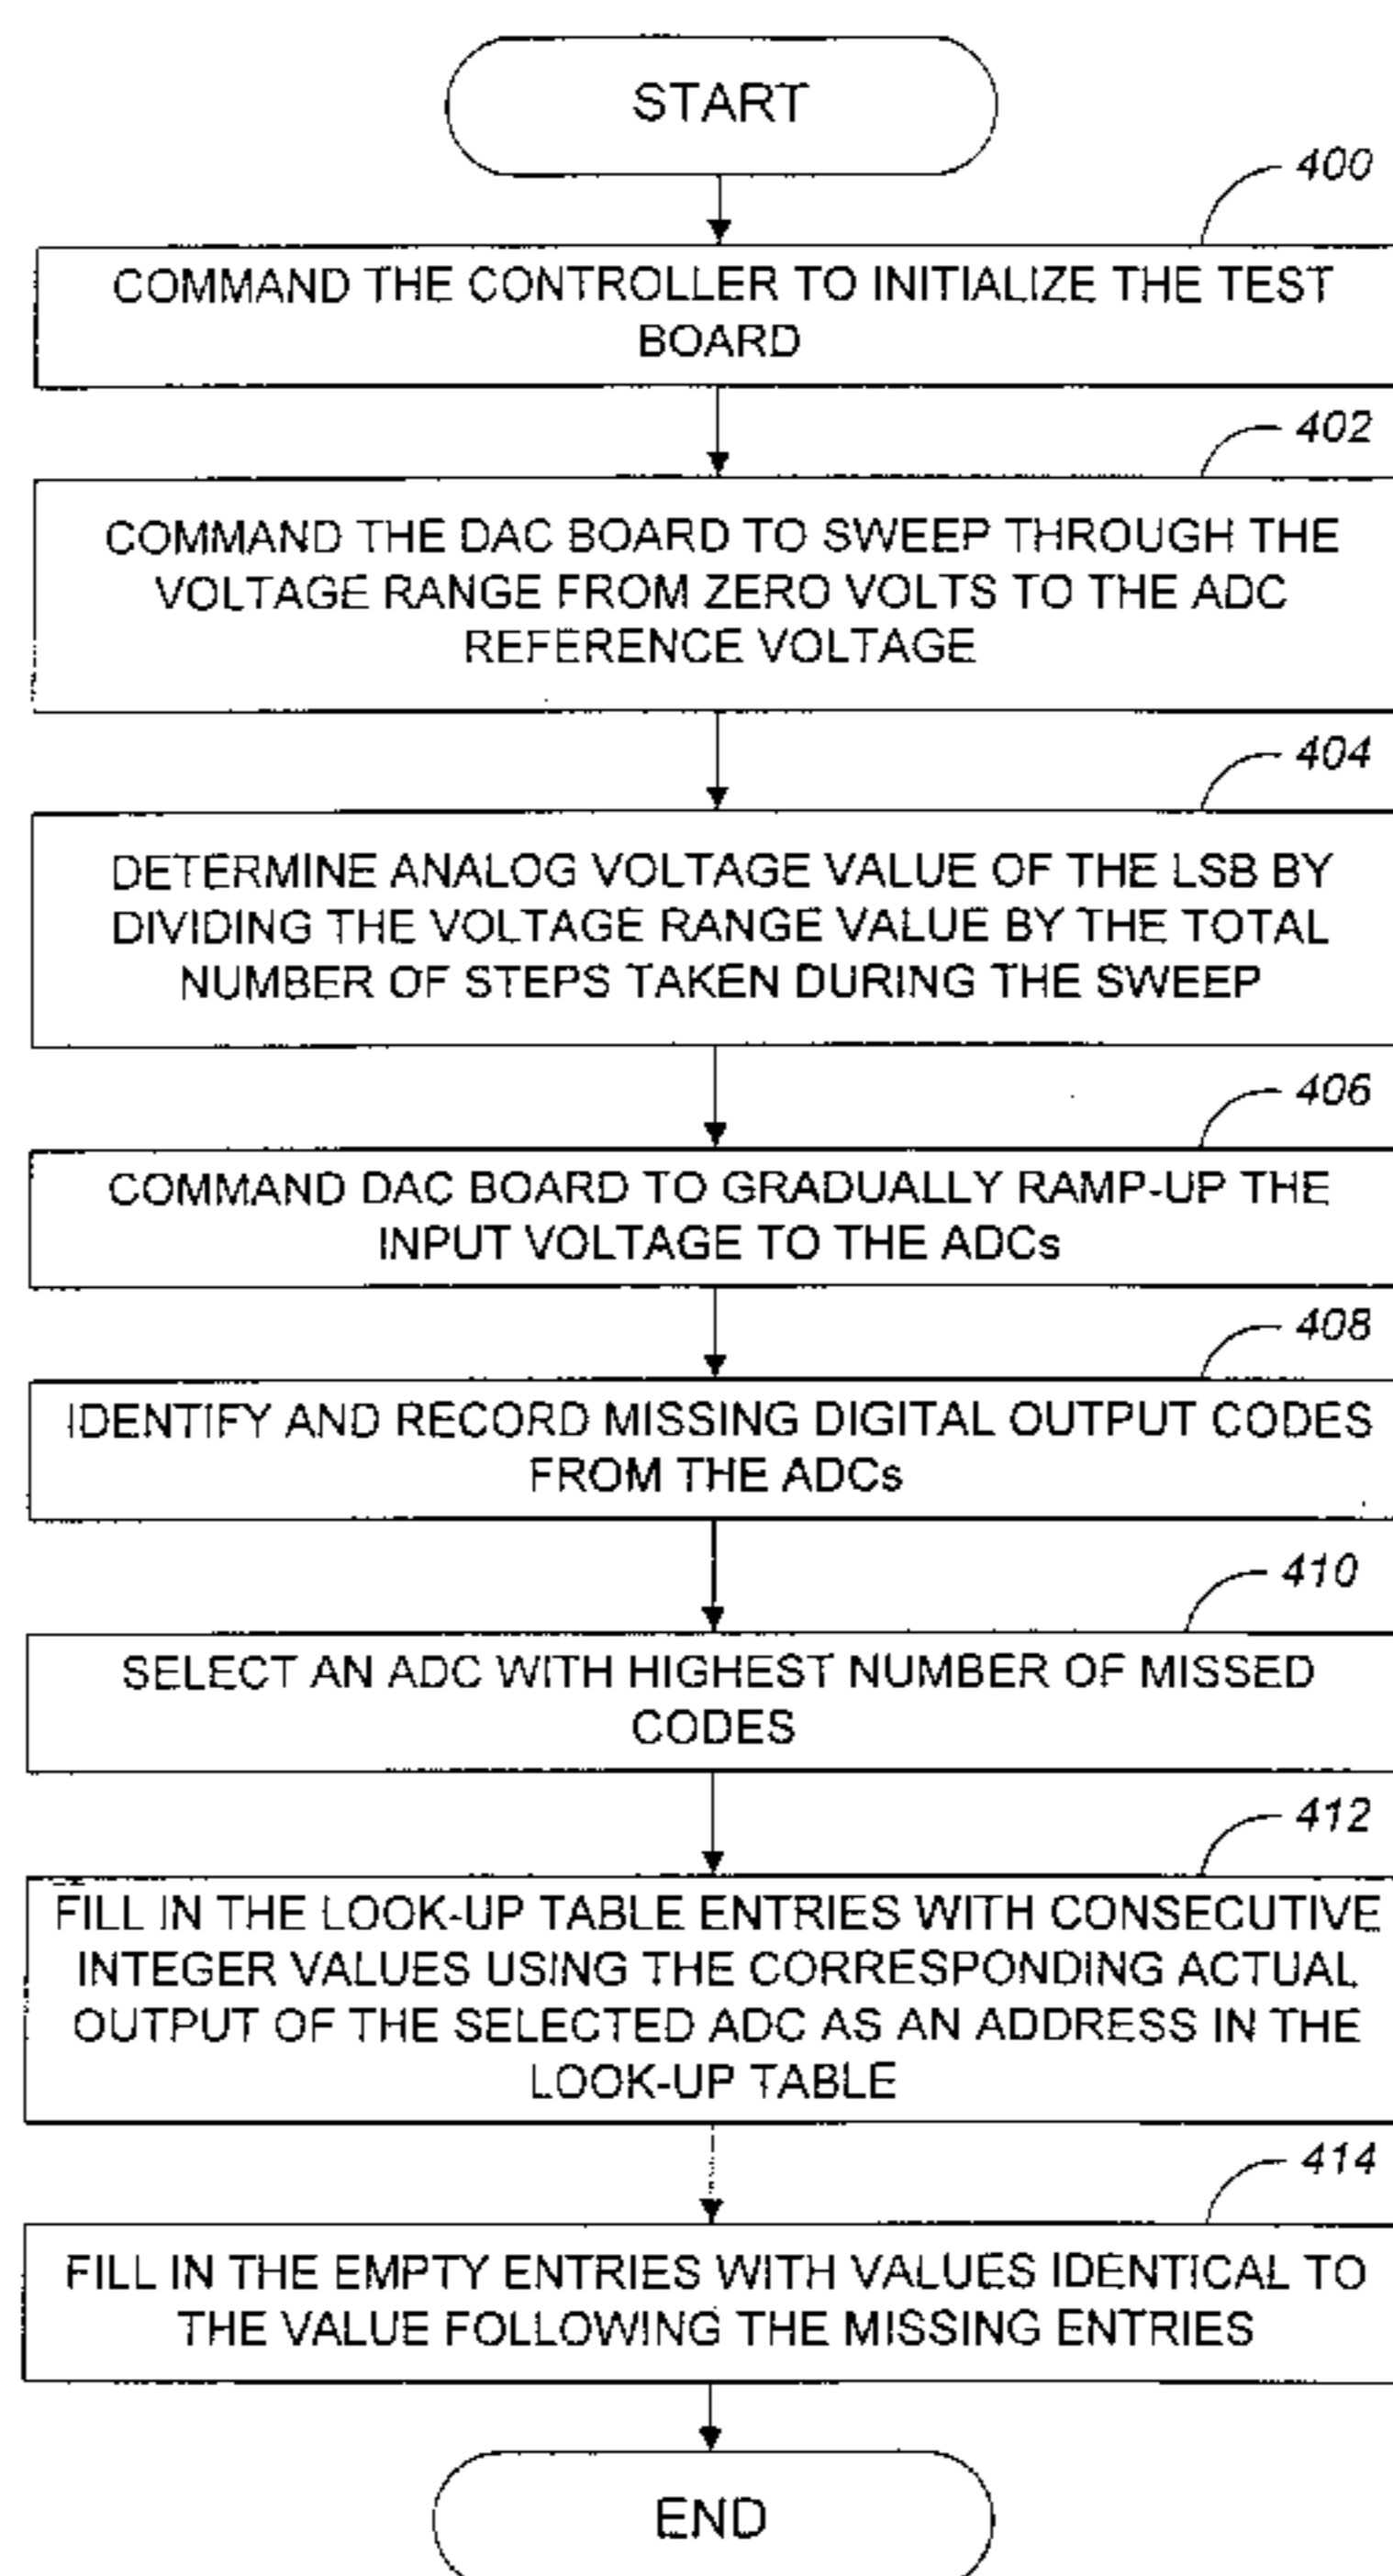 START
400
COMMAND THE CONTROLLER TO INITIALIZE THE TEST
BOARD
402
COMMAND THE DAC BOARD TO SWEEP THROUGH THE
VOLTAGE RANGE FROM ZERO VOLTS TO THE ADC
REFERENCE VOLTAGE
404
DETERMINE ANALOG VOLTAGE VALUE OF THE LSB BY
DIVIDING THE VOLTAGE RANGE VALUE BY THE TOTAL
NUMBER OF STEPS TAKEN DURING THE SWEEP
406
COMMAND DAC BOARD TO GRADUALLY RAMP-UP THE
INPUT VOLTAGE TO THE ADCs
408
IDENTIFY AND RECORD MISSING DIGITAL OUTPUT CODES
FROM THE ADCs
410
SELECT AN ADC WITH HIGHEST NUMBER OF MISSED
CODES
412
FILL IN THE LOOK-UP TABLE ENTRIES WITH CONSECUTIVE
INTEGER VALUES USING THE CORRESPONDING ACTUAL
OUTPUT OF THE SELECTED ADC AS AN ADDRESS IN THE
LOOK-UP TABLE
414
FILL IN THE EMPTY ENTRIES WITH VALUES IDENTICAL TO
THE VALUE FOLLOWING THE MISSING ENTRIES
END